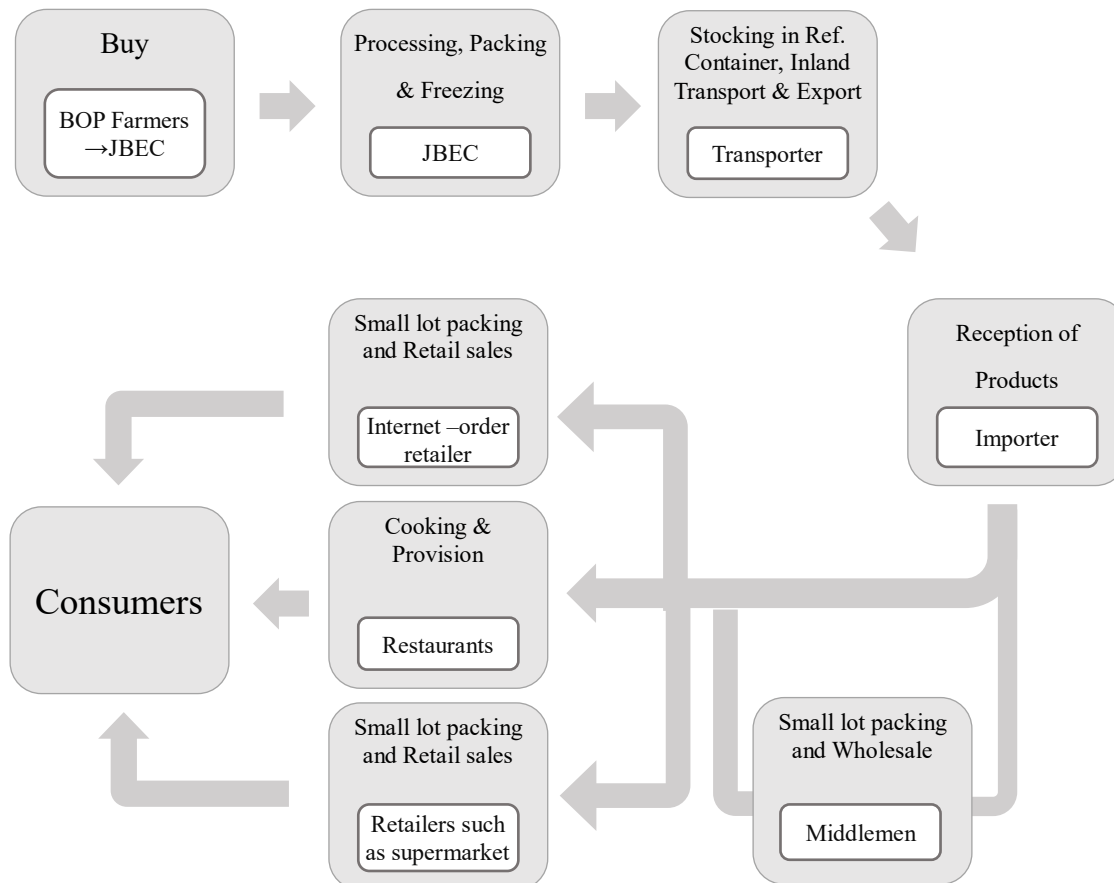 Buy
BOP Farmers
→JBEC
Processing, Packing
& Freezing
JBEC
Stocking in Ref.
Container, Inland
Transport & Export
Transporter
Reception of
Products
Importer
Small lot packing
and Retail sales
Internet –order
retailer
Cooking &
Provision
Restaurants
Consumers
Small lot packing
and Retail sales
Retailers such
as supermarket
Small lot packing
and Wholesale
Middlemen